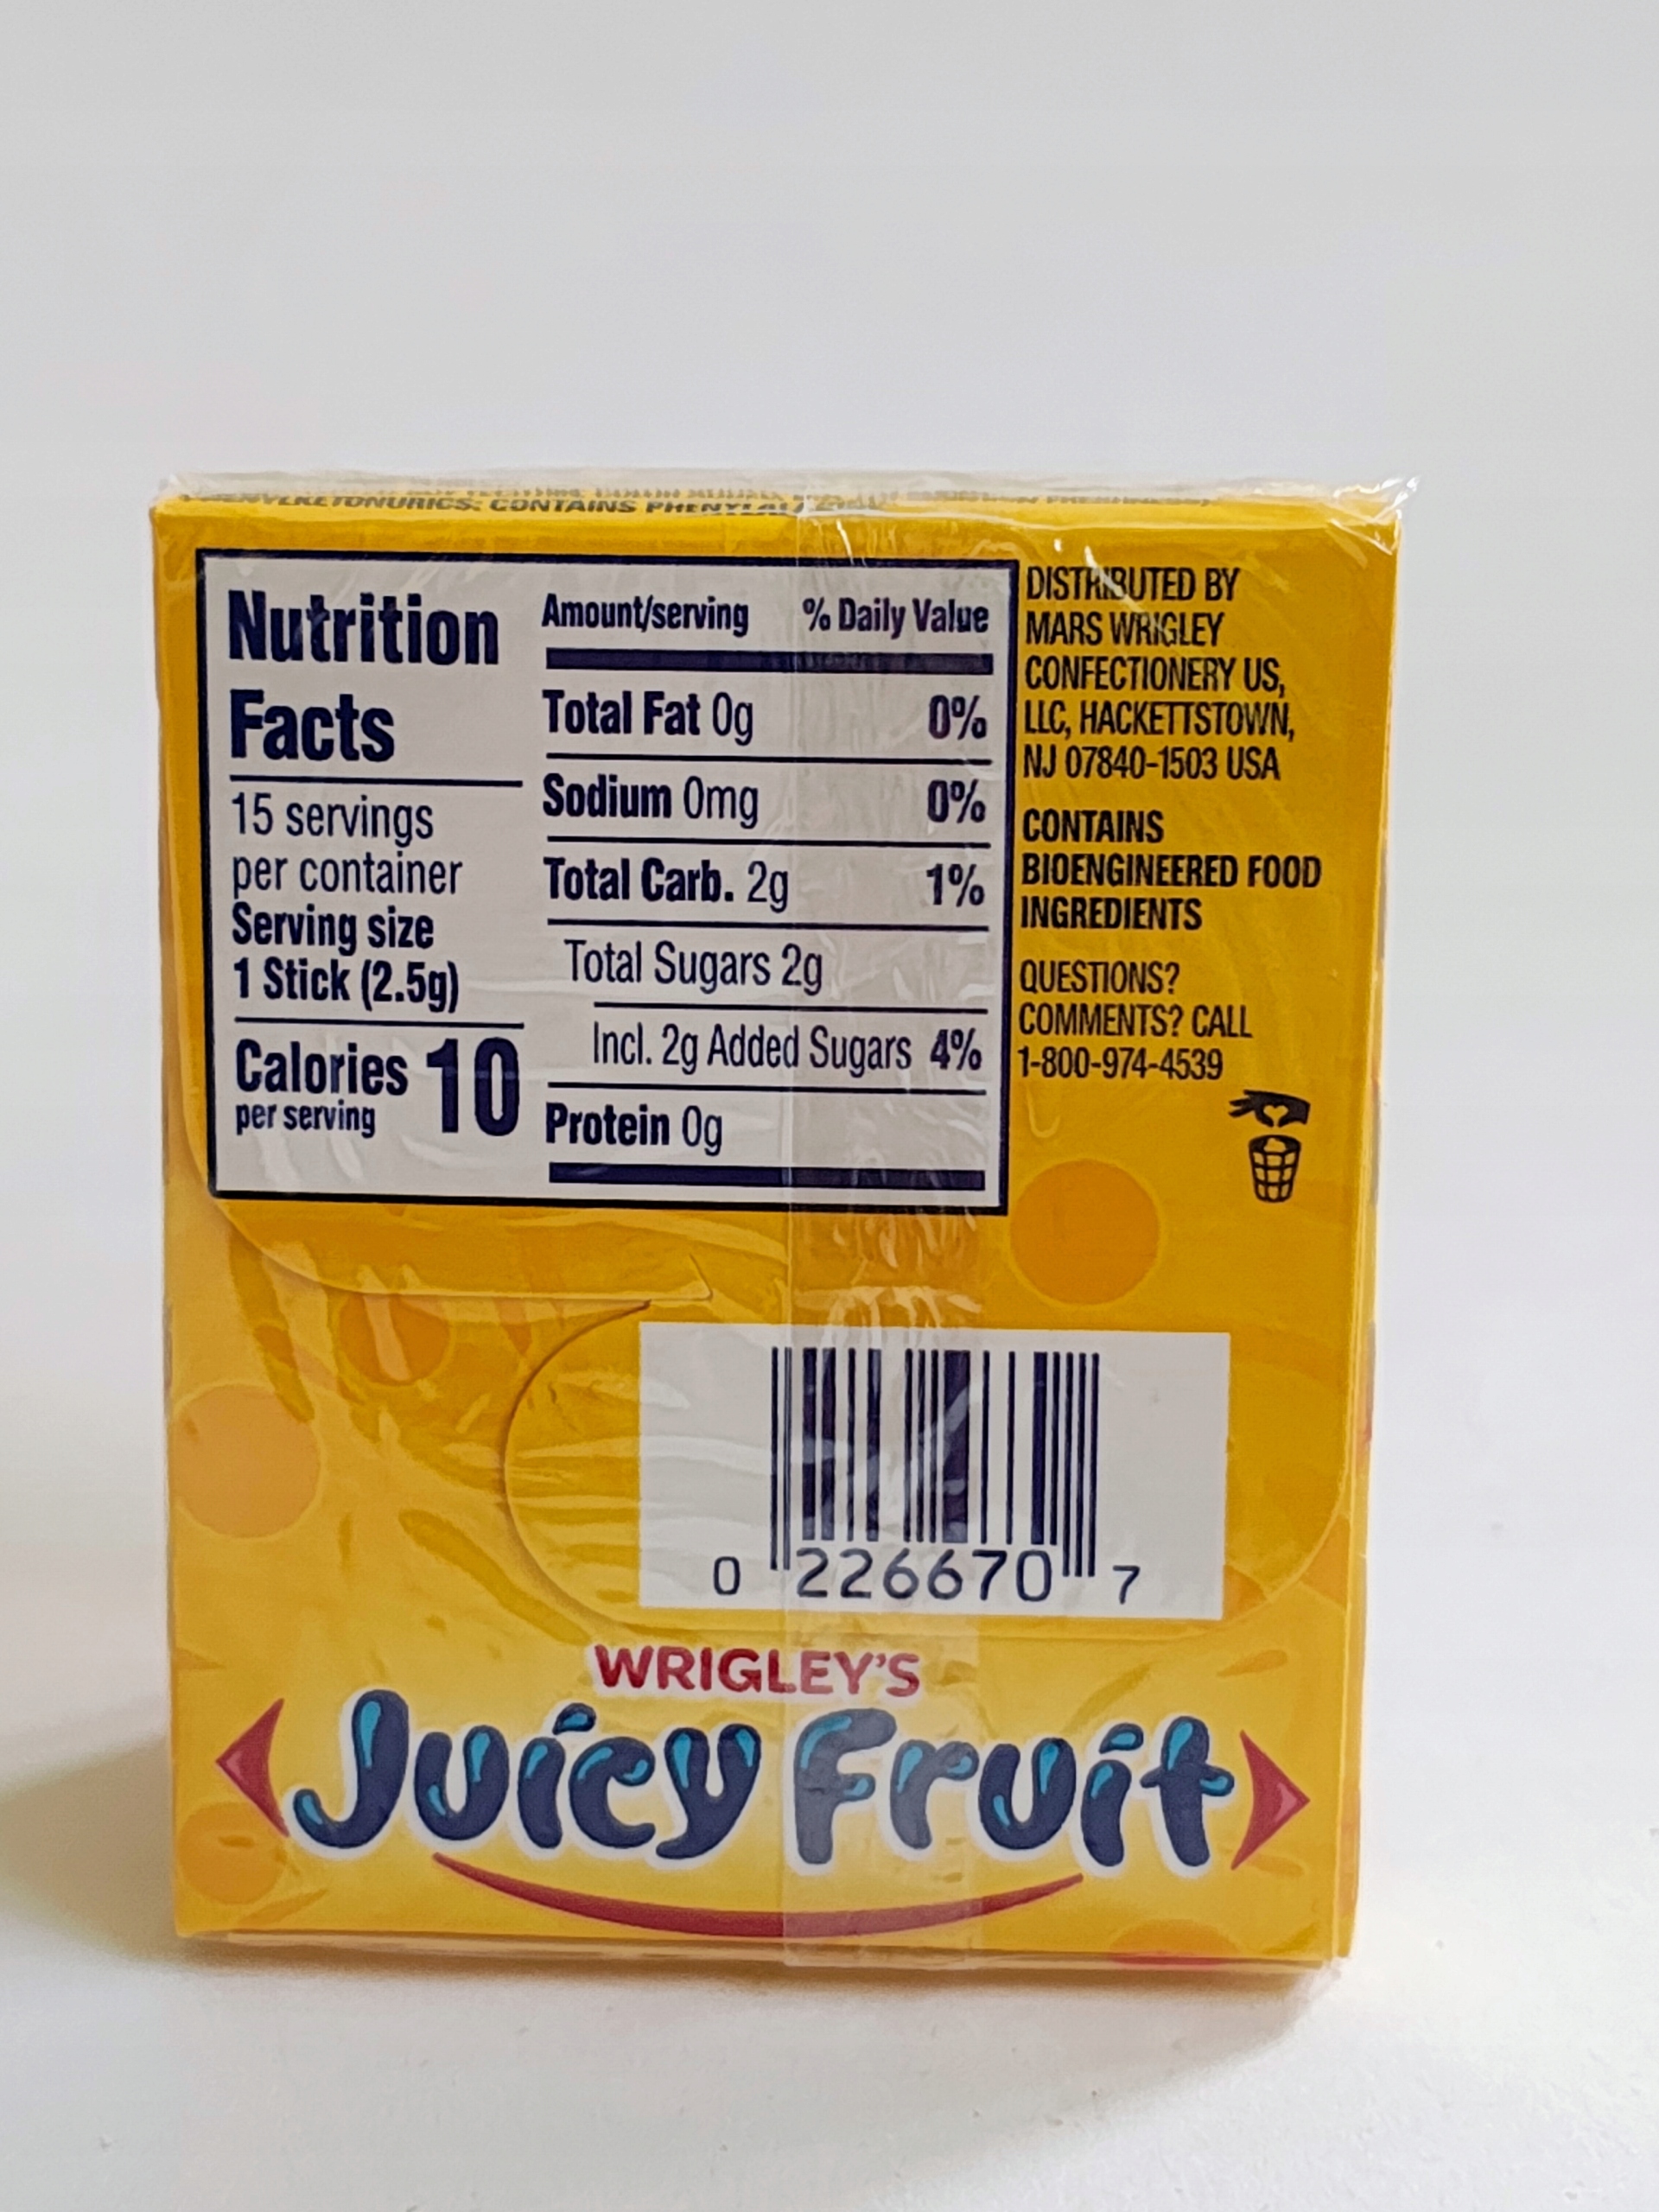 PHENYLKETONURICS: CONTAINS
Nutrition
Facts
15 servings
per container
Serving size
1 Stick (2.5g)
Calories 10
per serving
Amount/serving % Daily Value
Total Fat 0g 0%
Sodium 0mg 0%
Total Carb. 2g 1%
Total Sugars 2g
Incl. 2g Added Sugars 4%
Protein 0g
DISTRIBUTED BY
MARS WRIGLEY
CONFECTIONERY US,
LLC, HACKETTSTOWN,
NJ 07840-1503 USA
CONTAINS
BIOENGINEERED FOOD
INGREDIENTS
QUESTIONS?
COMMENTS? CALL
1-800-974-4539
0 226670 7
WRIGLEY'S
Juicy Fruit